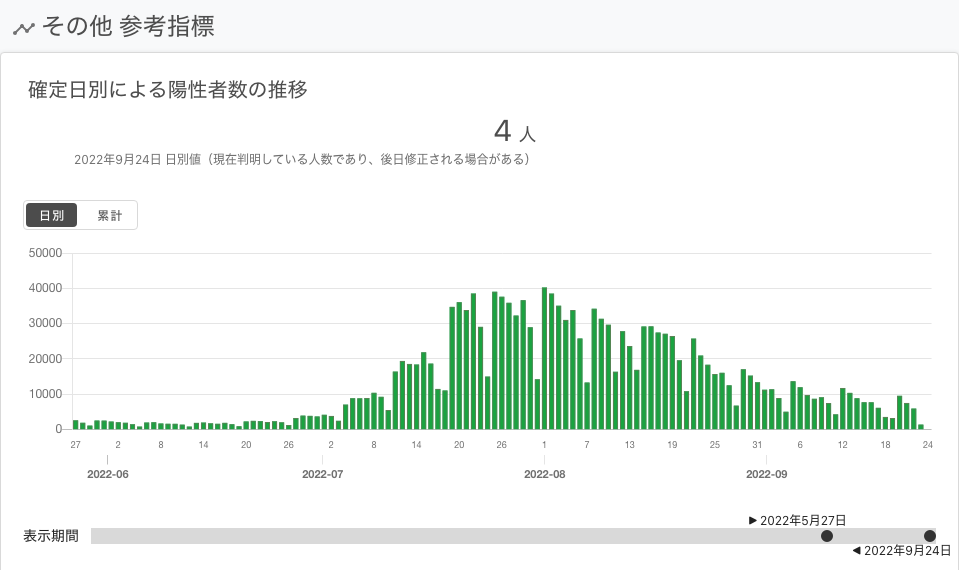 その他 参考指標
確定日別による陽性者数の推移
4 人
2022年9月24日 日別値（現在判明している人数であり、後日修正される場合がある）
日別 累計
50000
40000
30000
20000
10000
0
27 2 8 14 20 26 2 8 14 20 26 1 7 13 19 25 31 6 12 18 24
2022-06 2022-07 2022-08 2022-09
▶ 2022年5月27日
表示期間
◀ 2022年9月24日